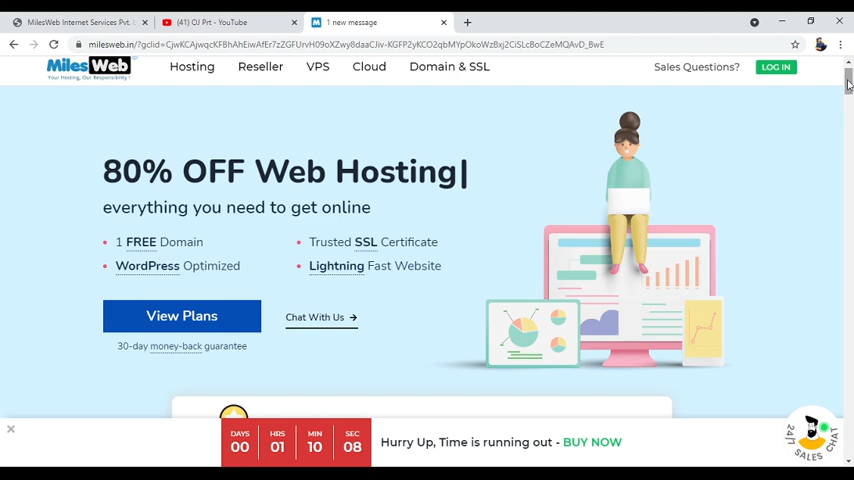 MilesWeb Internet Services Pvt. L
(41) OJ Prt - YouTube
1 new message
milesweb.in/?gclid=CjwKCAjwqcKFBhAhEiwAfEr7zZGFUrvH09oXZwy8daaCJiv-KGFP2yKCO2qbMYpOkoWzBxj2CiSLcBoCZeMQAvD_BwE
MilesWeb
Your Hosting, Our Responsibility!
Hosting Reseller VPS Cloud Domain & SSL
Sales Questions? LOG IN
80% OFF Web Hosting|
everything you need to get online
1 FREE Domain
Trusted SSL Certificate
WordPress Optimized
Lightning Fast Website
View Plans
Chat With Us →
30-day money-back guarantee
DAYS HRS MIN SEC
00 01 10 08
Hurry Up, Time is running out - BUY NOW
24/7 SALES CHAT